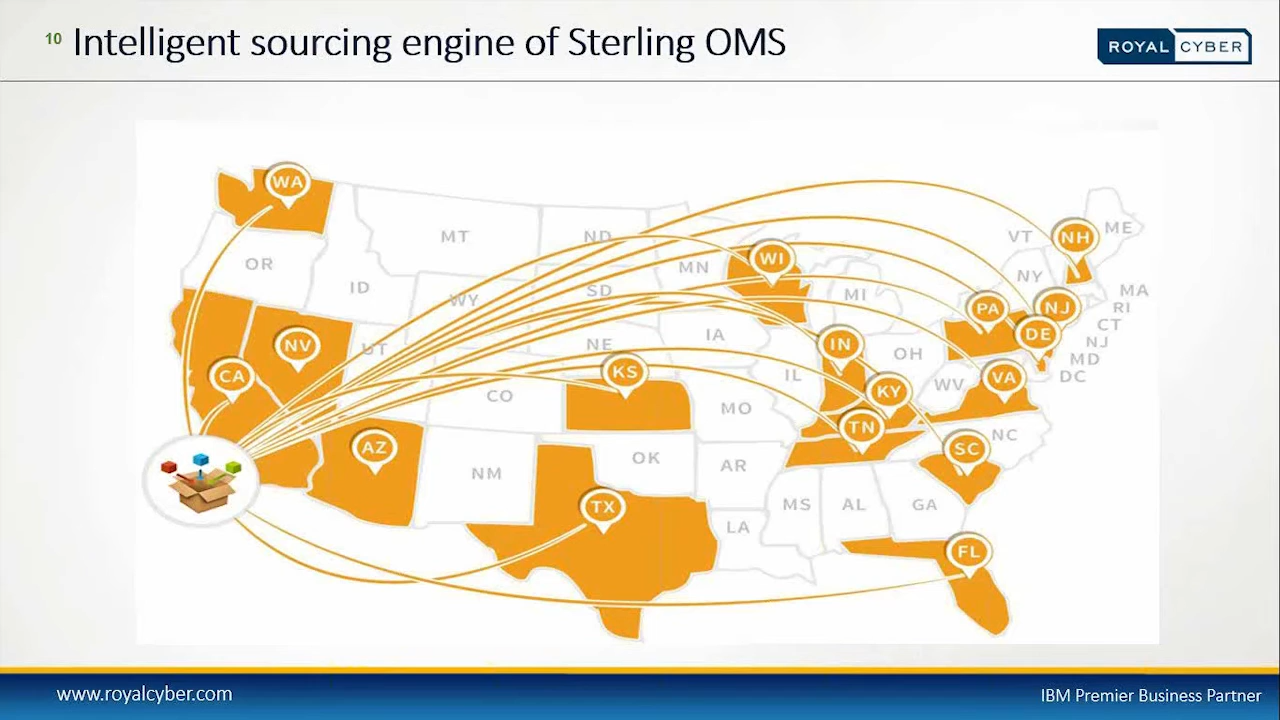 10 Intelligent sourcing engine of Sterling OMS
ROYAL CYBER
WA
MT
ND
VT
NH
ME
OR
MN
WI
NY
ID
WY
SD
MI
MA
PA
NJ
RI
CT
NV
UT
NE
IA
IN
OH
DE
NJ
MD
DC
CA
CO
KS
IL
KY
WV
VA
MO
TN
AZ
NM
OK
AR
SC
NC
TX
LA
MS
AL
GA
FL
www.royalcyber.com
IBM Premier Business Partner